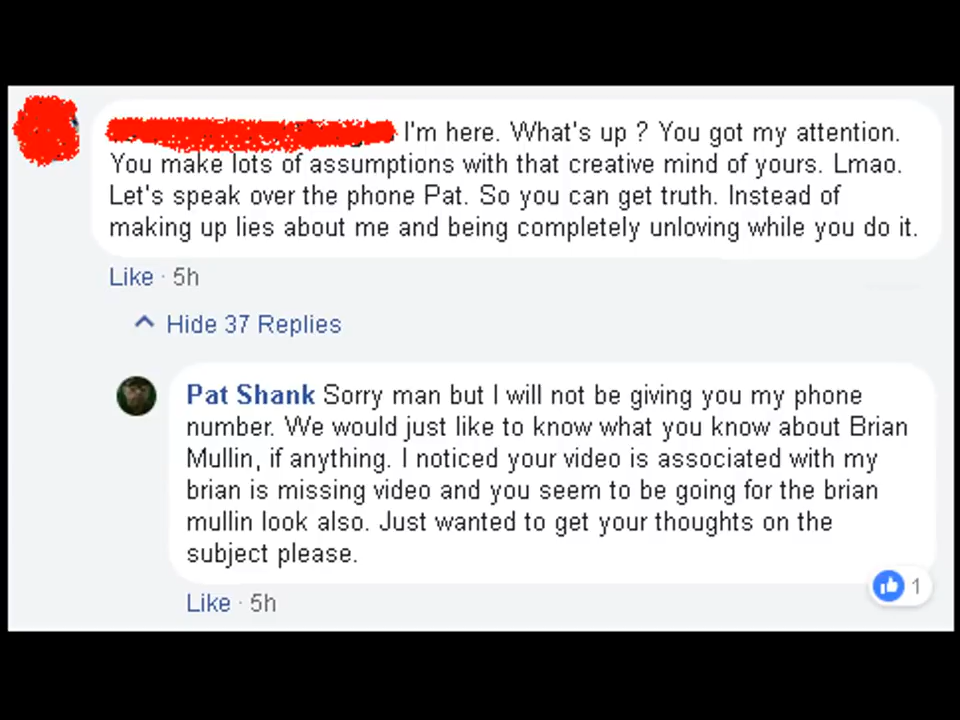 I'm here. What's up ? You got my attention.
You make lots of assumptions with that creative mind of yours. Lmao.
Let's speak over the phone Pat. So you can get truth. Instead of
making up lies about me and being completely unloving while you do it.
Like · 5h
Hide 37 Replies
Pat Shank Sorry man but I will not be giving you my phone
number. We would just like to know what you know about Brian
Mullin, if anything. I noticed your video is associated with my
brian is missing video and you seem to be going for the brian
mullin look also. Just wanted to get your thoughts on the
subject please.
1
Like · 5h